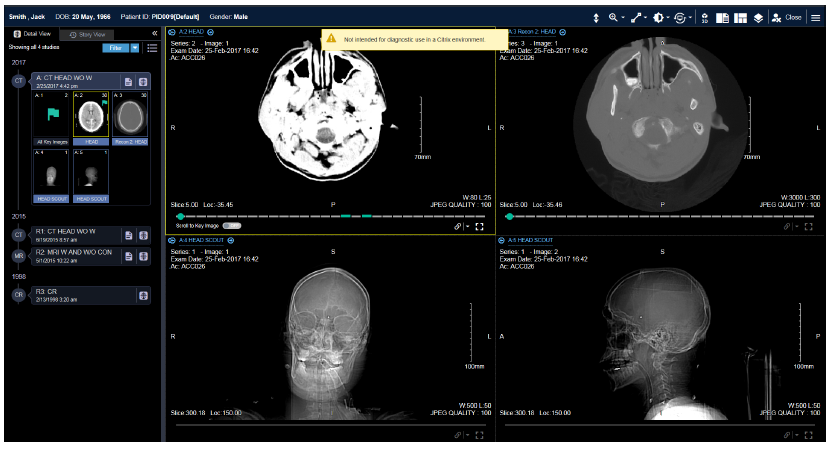 Smith , Jack DOB: 20 May, 1966 Patient ID: PID009[Default] Gender: Male
3D
Close
Detail View
Story View
Showing all 4 studies
Filter
2017
CT
A: CT HEAD WO W
2/25/2017 4:42 pm
A: 1 2
All Key Images
A: 2 30
HEAD
A: 3 30
Recon 2: HEAD
A: 4 1
HEAD SCOUT
A: 5 1
HEAD SCOUT
2015
CT
R1: CT HEAD WO W
6/19/2015 8:57 am
MR
R2: MRI W AND W/O CON
5/1/2015 10:22 am
1998
CR
R3: CR
2/13/1998 3:20 am
Not intended for diagnostic use in a Citrix environment.
A:2 HEAD
Series: 2 - Image: 1
Exam Date: 25-Feb-2017 16:42
Ac: ACC026
R
70mm
W:80 L:25
Slice:5.00 Loc:-35.45
P
JPEG QUALITY : 100
Scroll to Key Image
A:3 Recon 2: HEAD
Series: 3 - Image: 1
Exam Date: 25-Feb-2017 16:42
Ac: ACC026
A
R
L
70mm
W:3000 L:300
Slice:5.00 Loc:-35.46
P
JPEG QUALITY : 100
A:4 HEAD SCOUT
Series: 1 - Image: 1
Exam Date: 25-Feb-2017 16:42
Ac: ACC026
S
R
L
100mm
W:500 L:50
Slice:300.18 Loc:150.00
I
JPEG QUALITY : 100
A:5 HEAD SCOUT
Series: 1 - Image: 2
Exam Date: 25-Feb-2017 16:42
Ac: ACC026
S
A
P
100mm
W:500 L:50
Slice:300.18 Loc:150.00
JPEG QUALITY : 100